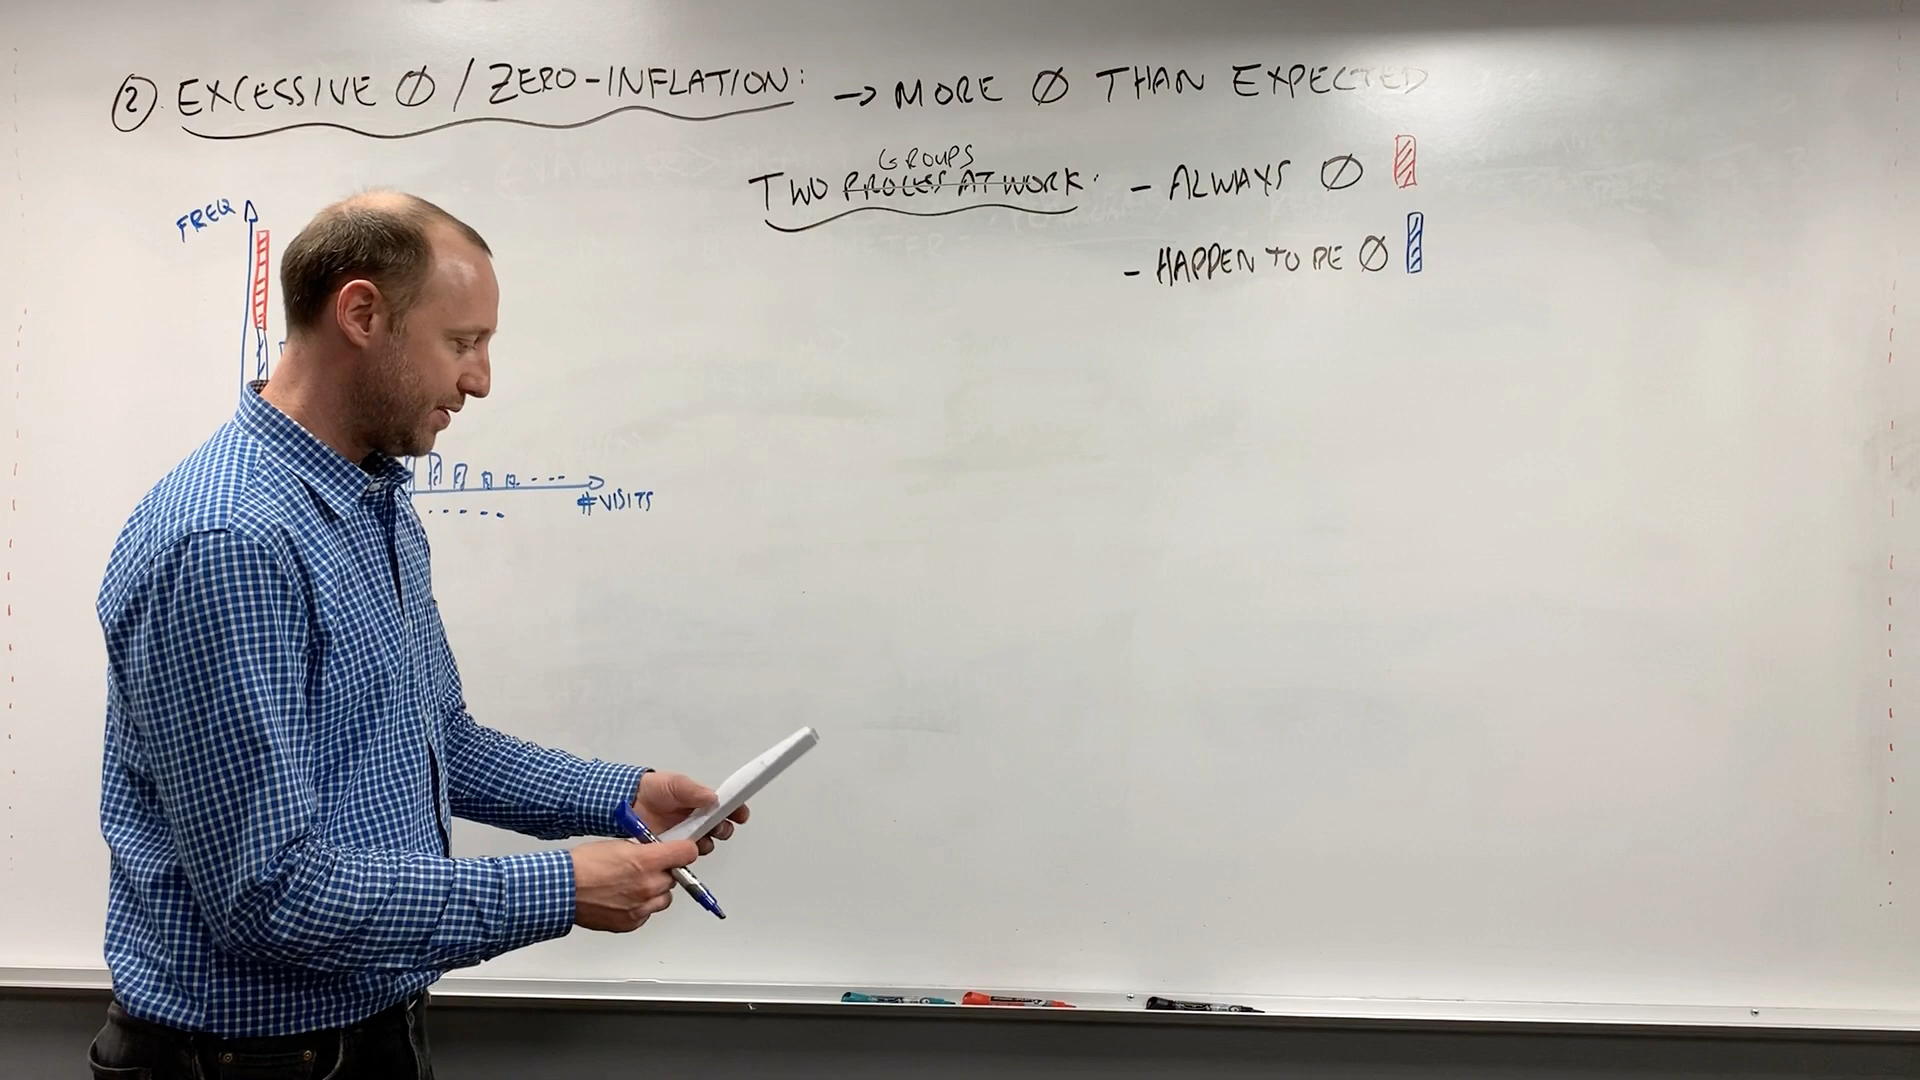 ② EXCESSIVE Ø / ZERO-INFLATION: → MORE Ø THAN EXPECTED
GROUPS
TWO PROCESS AT WORK: - ALWAYS Ø
- HAPPEN TO BE Ø
FREQ
# VISITS